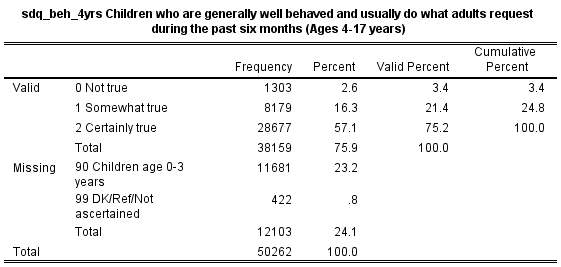 sdq_beh_4yrs Children who are generally well behaved and usually do what adults request
during the past six months (Ages 4-17 years)
Frequency Percent Valid Percent Cumulative Percent
Valid 0 Not true 1303 2.6 3.4 3.4
1 Somewhat true 8179 16.3 21.4 24.8
2 Certainly true 28677 57.1 75.2 100.0
Total 38159 75.9 100.0
Missing 90 Children age 0-3 11681 23.2
years
99 DK/Ref/Not 422 .8
ascertained
Total 12103 24.1
Total 50262 100.0